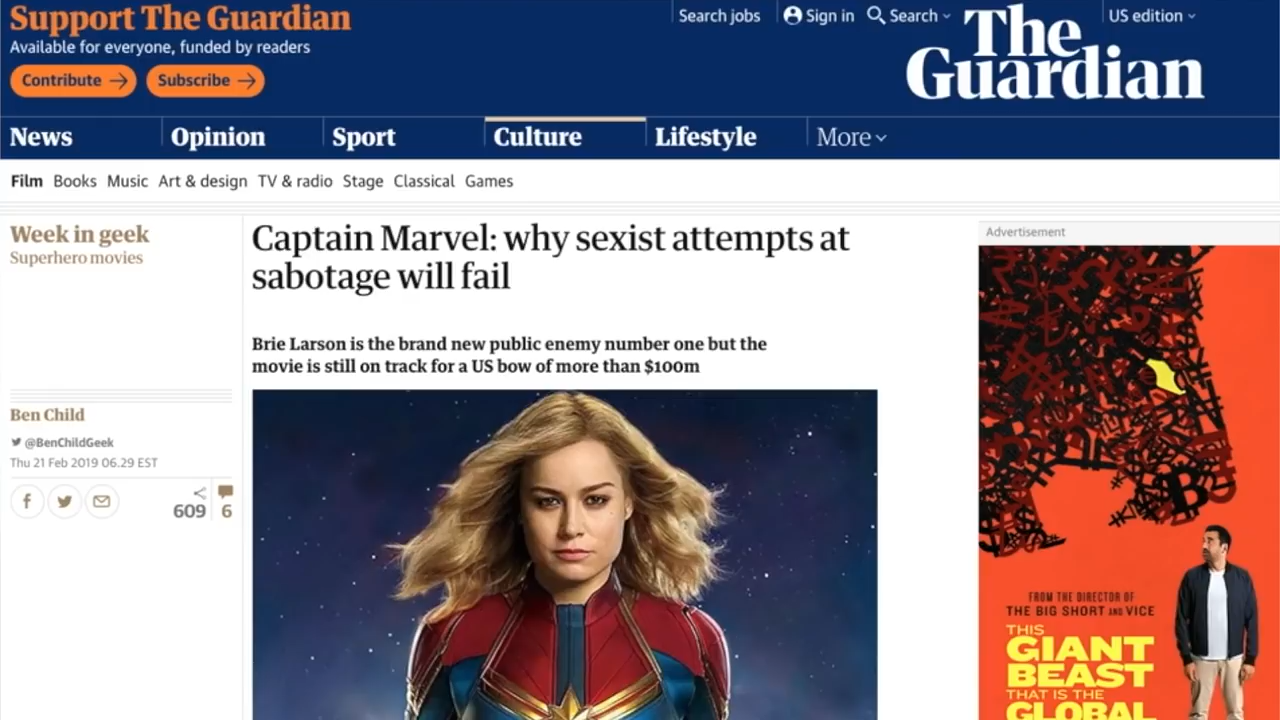 Support The Guardian
Available for everyone, funded by readers
Contribute
Subscribe
Search jobs
Sign in
Search
US edition
The
Guardian
News
Opinion
Sport
Culture
Lifestyle
More
Film Books Music Art & design TV & radio Stage Classical Games
Week in geek
Superhero movies
Captain Marvel: why sexist attempts at
sabotage will fail
Brie Larson is the brand new public enemy number one but the
movie is still on track for a US bow of more than $100m
Ben Child
@BenChildGeek
Thu 21 Feb 2019 06.29 EST
609
6
Advertisement
FROM THE DIRECTOR OF
THE BIG SHORT AND VICE
THIS
GIANT
BEAST
THAT IS THE
GLOBAL